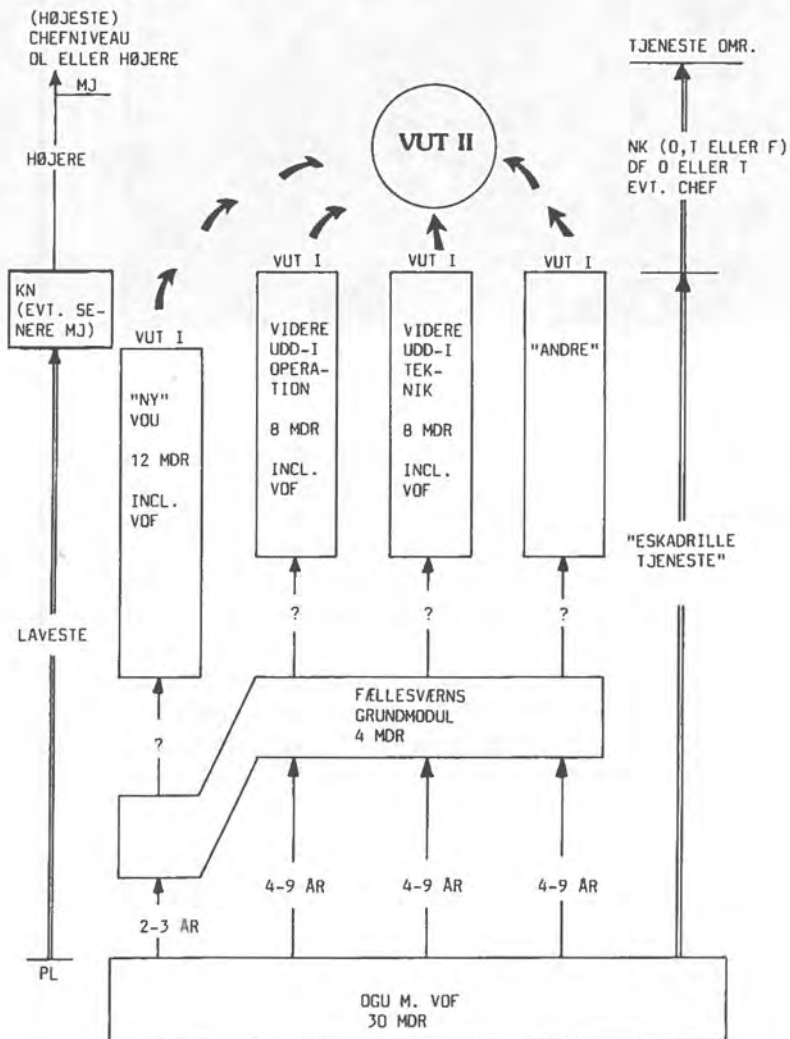 (HØJESTE)
CHEFNIVEAU
OL ELLER HØJERE
MJ
HØJERE
KN
(EVT. SE-
NERE MJ)
LAVESTE
PL
VUT II
VUT I
"NY"
VOU
12 MDR
INCL.
VOF
?
2-3 ÅR
VUT I
VIDERE
UDD-I
OPERA-
TION
8 MDR
INCL.
VOF
?
4-9 ÅR
VUT I
VIDERE
UDD-I
TEK-
NIK
8 MDR
INCL.
VOF
?
4-9 ÅR
VUT I
"ANDRE"
?
4-9 ÅR
FÆLLESVÆRNS
GRUNDMODUL
4 MDR
OGU M. VOF
30 MDR
TJENESTE OMR.
NK (O,T ELLER F)
DF O ELLER T
EVT. CHEF
"ESKADRILLE
TJENESTE"